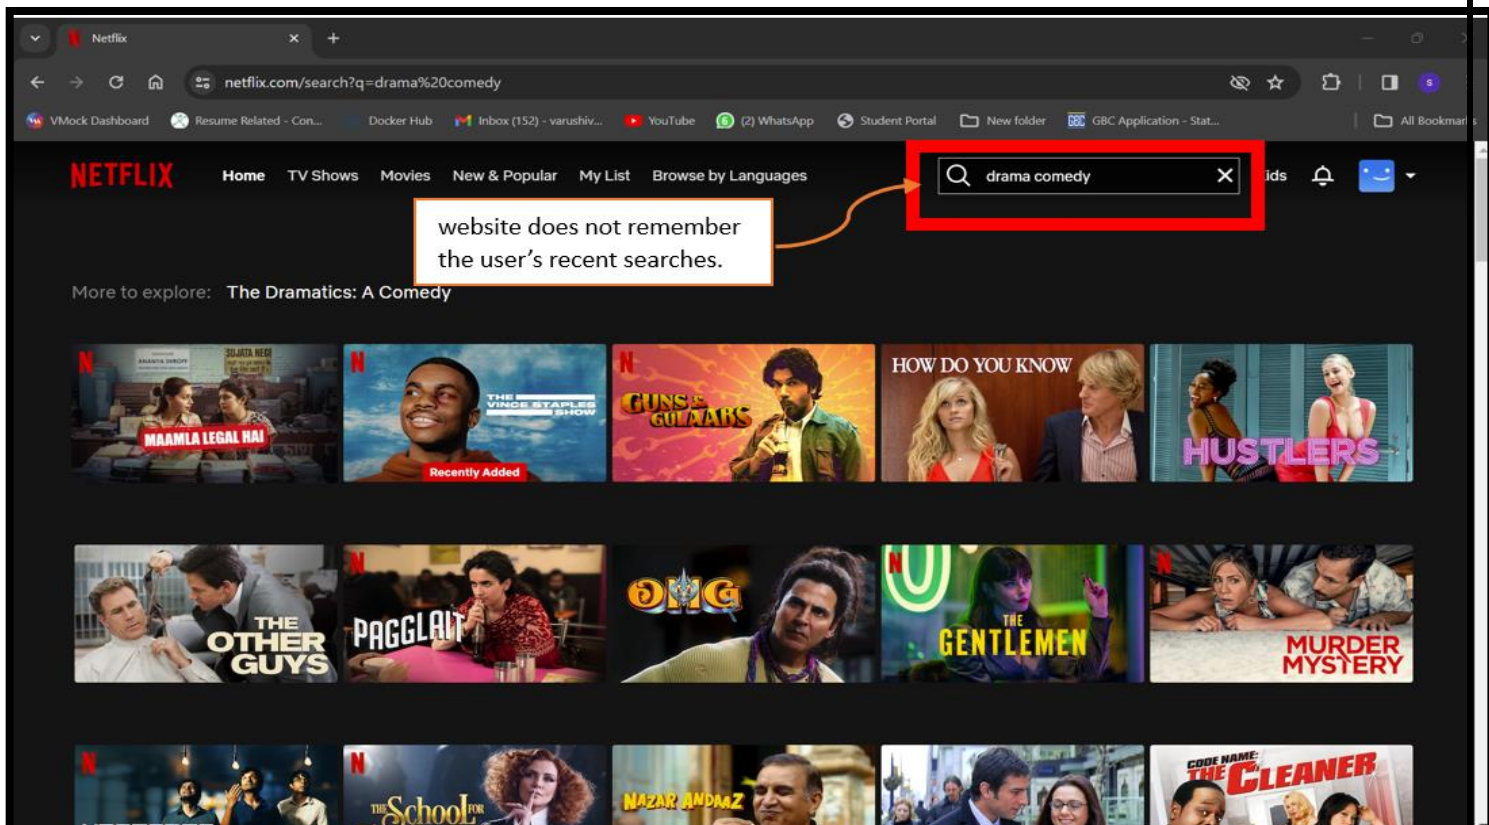 Netflix
netflix.com/search?q=drama%20comedy
S
VMock Dashboard Resume Related - Con... Docker Hub Inbox (152) - varushiv... YouTube (2) WhatsApp Student Portal New folder GBC Application - Stat... All Bookmarks
NETFLIX Home TV Shows Movies New & Popular My List Browse by Languages drama comedy ids
website does not remember
the user's recent searches.
More to explore: The Dramatics: A Comedy
SUJATA NEGI
MAAMLA LEGAL HAI
THE
VINCE STAPLES
SHOW
Recently Added
GUNS &
GULAABS
HOW DO YOU KNOW
HUSTLERS
THE
OTHER
GUYS
PAGGLAIT
OMG
THE
GENTLEMEN
MURDER
MYSTERY
THE SCHOOL FOR
NAZAR ANDAAZ
CODE NAME:
THE CLEANER